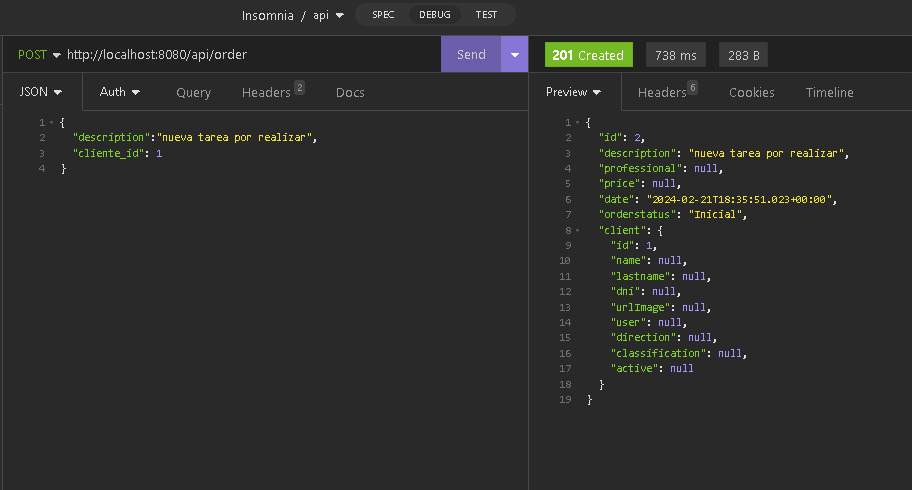 Insomnia / api SPEC DEBUG TEST
POST http://localhost:8080/api/order Send
201 Created 738 ms 283 B
JSON Auth Query Headers 2 Docs
Preview Headers 6 Cookies Timeline
1 {
2 "description":"nueva tarea por realizar",
3 "cliente_id": 1
4 }
1 {
2 "id": 2,
3 "description": "nueva tarea por realizar",
4 "professional": null,
5 "price": null,
6 "date": "2024-02-21T18:35:51.023+00:00",
7 "orderstatus": "Inicial",
8 "client": {
9 "id": 1,
10 "name": null,
11 "lastname": null,
12 "dni": null,
13 "urlImage": null,
14 "user": null,
15 "direction": null,
16 "classification": null,
17 "active": null
18 }
19 }